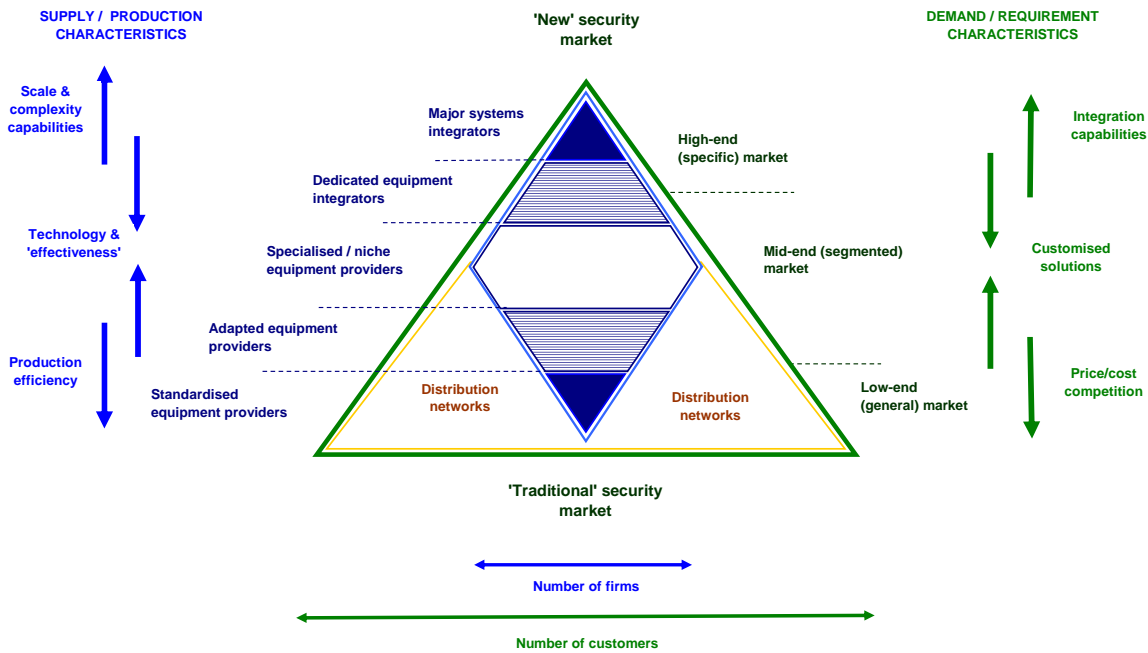 SUPPLY / PRODUCTION
CHARACTERISTICS
'New' security
market
DEMAND / REQUIREMENT
CHARACTERISTICS
Scale &
complexity
capabilities
Technology &
'effectiveness'
Production
efficiency
Major systems
integrators
Dedicated equipment
integrators
Specialised / niche
equipment providers
Adapted equipment
providers
Standardised
equipment providers
Distribution
networks
Distribution
networks
High-end
(specific) market
Mid-end (segmented)
market
Low-end
(general) market
Integration
capabilities
Customised
solutions
Price/cost
competition
'Traditional' security
market
Number of firms
Number of customers